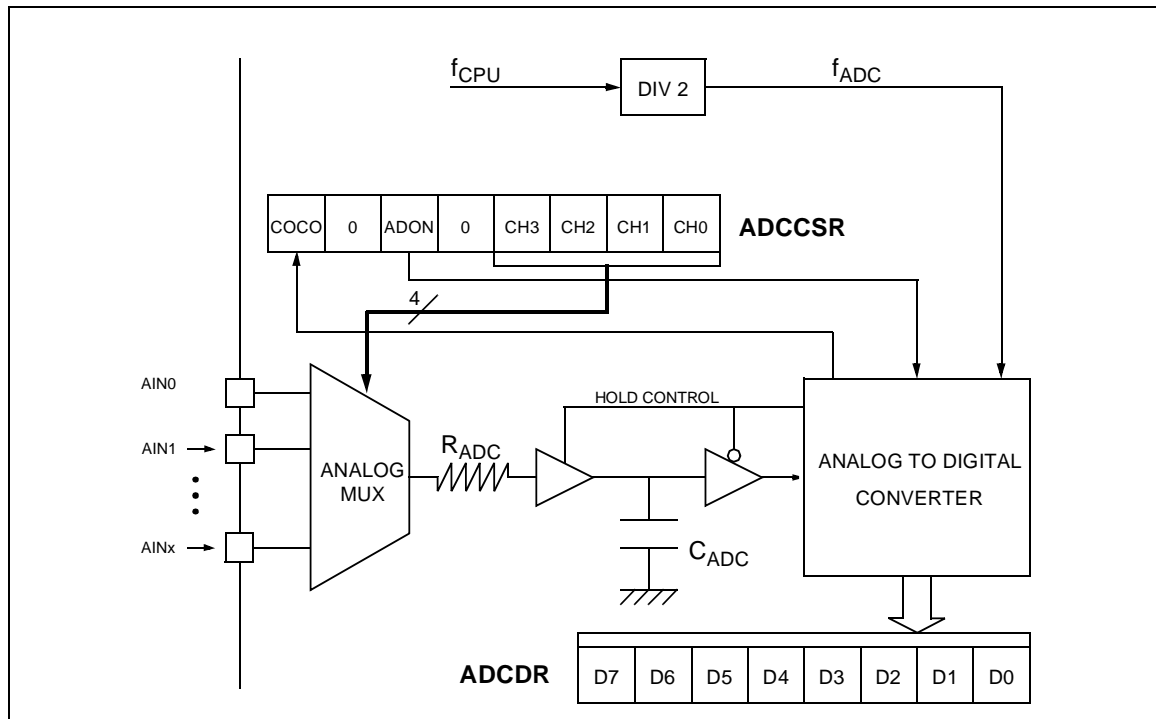 fCPU
DIV 2
fADC
COCO 0 ADON 0 CH3 CH2 CH1 CH0
ADCCSR
4
AIN0
HOLD CONTROL
AIN1
ANALOG
MUX
RADC
ANALOG TO DIGITAL
CONVERTER
AINx
CADC
ADCDR
D7 D6 D5 D4 D3 D2 D1 D0